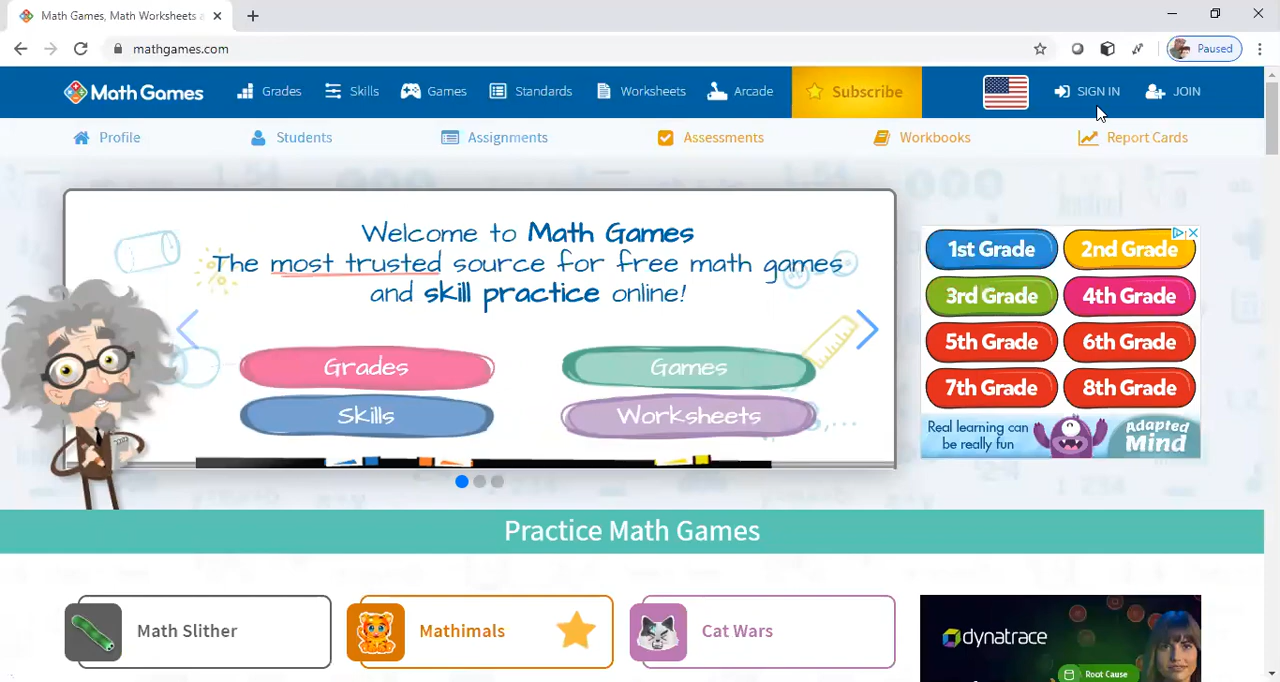 Math Games, Math Worksheets a
mathgames.com
Paused
Math Games
Grades
Skills
Games
Standards
Worksheets
Arcade
Subscribe
SIGN IN
JOIN
Profile
Students
Assignments
Assessments
Workbooks
Report Cards
Welcome to Math Games
The most trusted source for free math games
and skill practice online!
Grades
Games
Skills
Worksheets
1st Grade
2nd Grade
3rd Grade
4th Grade
5th Grade
6th Grade
7th Grade
8th Grade
Real learning can
be really fun
Adapted
Mind
Practice Math Games
Math Slither
Mathimals
Cat Wars
dynatrace
Root Cause